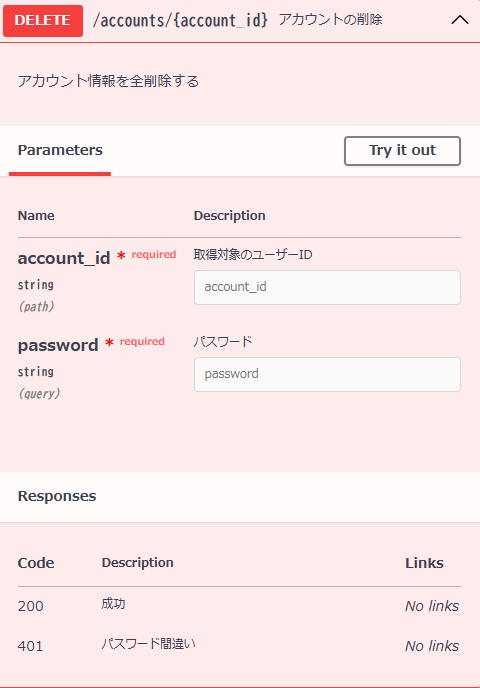 DELETE /accounts/{account_id} アカウントの削除
アカウント情報を全削除する
Parameters Try it out
Name Description
account_id * required 取得対象のユーザーID
string account_id
(path)
password * required パスワード
string password
(query)
Responses
Code Description Links
200 成功 No links
401 パスワード間違い No links